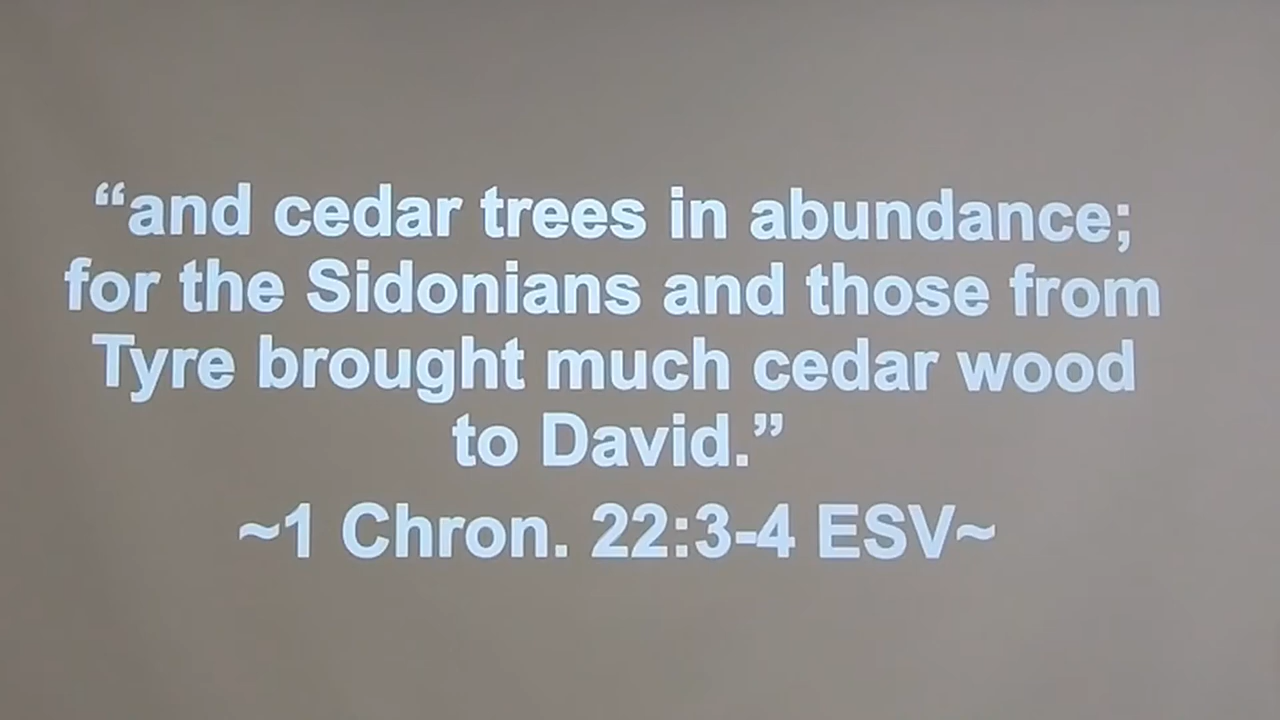 “and cedar trees in abundance;
for the Sidonians and those from
Tyre brought much cedar wood
to David.”
~1 Chron. 22:3-4 ESV~